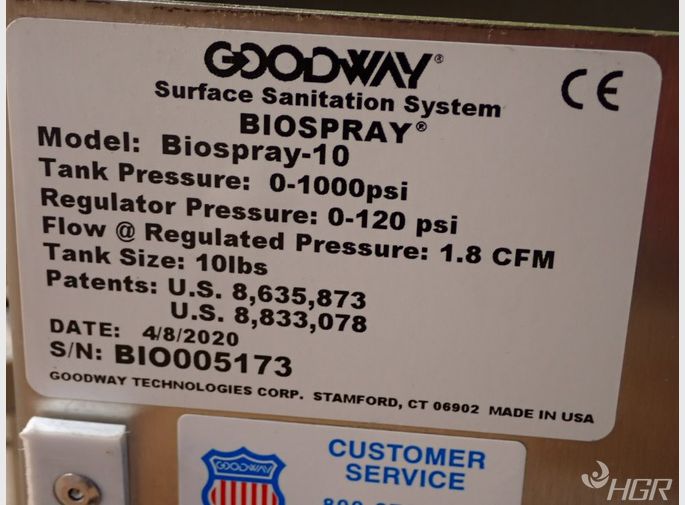 GOODWAY®
CE
Surface Sanitation System
BIOSPRAY®
Model: Biospray-10
Tank Pressure: 0-1000psi
Regulator Pressure: 0-120 psi
Flow @ Regulated Pressure: 1.8 CFM
Tank Size: 10lbs
Patents: U.S. 8,635,873
U.S. 8,833,078
DATE: 4/8/2020
S/N: BIO005173
GOODWAY TECHNOLOGIES CORP. STAMFORD, CT 06902 MADE IN USA
GOODWAY
CUSTOMER
SERVICE
HGR